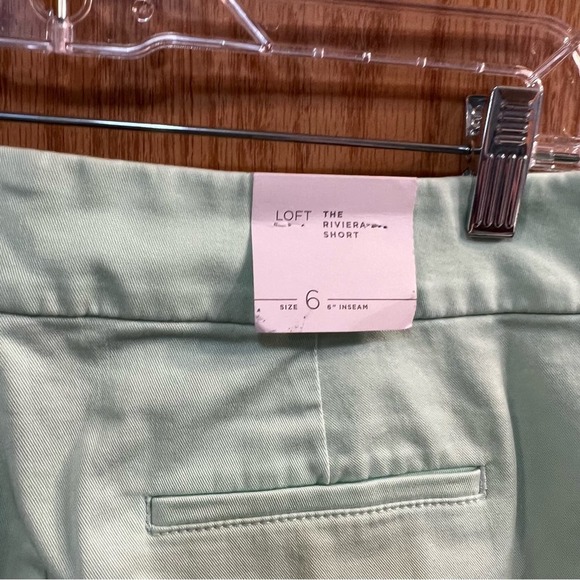 LOFT
THE
RIVIERA
SHORT
SIZE 6 6" INSEAM